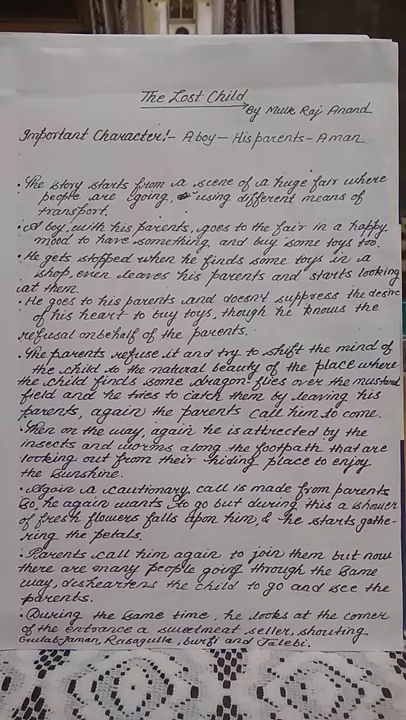 The Lost Child
By Mulk Raj Anand
Important Character:- A boy - His parents - A man
• The story starts from a scene of a huge fair where
people are going, using different means of
transport.
• A boy, with his parents, goes to the fair in a happy
mood to have something, and buy some toys too.
• He gets stopped when he finds some toys in a
shop, even leaves his parents and starts looking
at them.
• He goes to his parents and doesn't suppress the desire
of his heart to buy toys, though he knows the
refusal onbehalf of the parents.
• The parents refuse it and try to shift the mind of
the child to the natural beauty of the place where
the child finds some dragon flies over the mustard
field and he tries to catch them by leaving his
parents, again the parents call him to come.
• Then on the way, again he is attrected by the
insects and worms along the footpath that are
looking out from their hiding place to enjoy
the Sunshine.
• Again a cautionary call is made from parents
So, he again wants to go but during this a shower
of fresh flowers falls upon him, & he starts gathe-
ring the petals.
• Parents call him again to join them but now
there are many people going through the same
way, disheartens the child to go and see the
parents.
• During the same time, he looks at the corner
of the entrance a sweetmeat seller, shouting
Gulab-Jaman, Rasagulla, burfi and Jalebi.